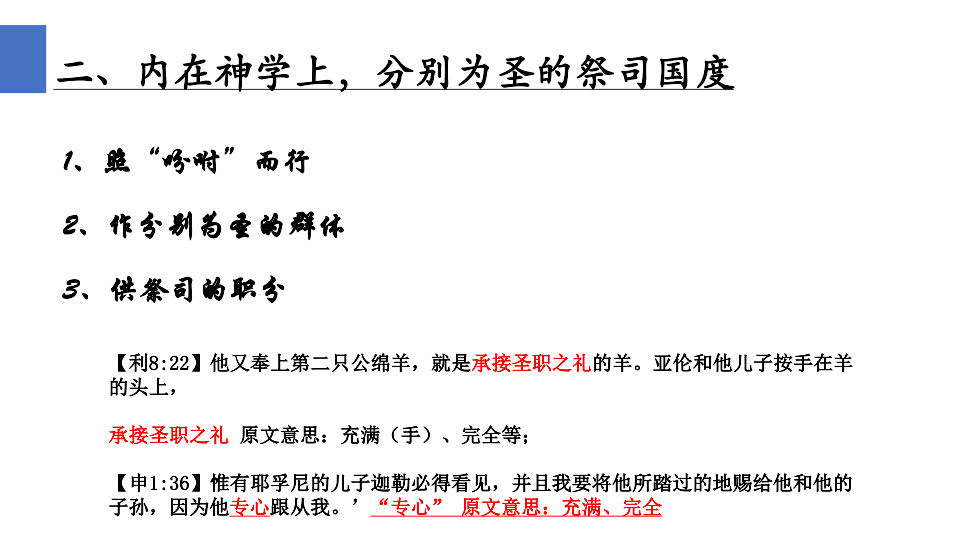 二、内在神学上，分别为圣的祭司国度
1、照“吩咐”而行
2、作分别为圣的群体
3、供祭司的职分
【利8:22】他又奉上第二只公绵羊，就是承接圣职之礼的羊。亚伦和他儿子按手在羊
的头上，
承接圣职之礼 原文意思：充满（手）、完全等；
【申1:36】惟有耶孚尼的儿子迦勒必得看见，并且我要将他所踏过的地赐给他和他的
子孙，因为他专心跟从我。’“专心” 原文意思：充满、完全